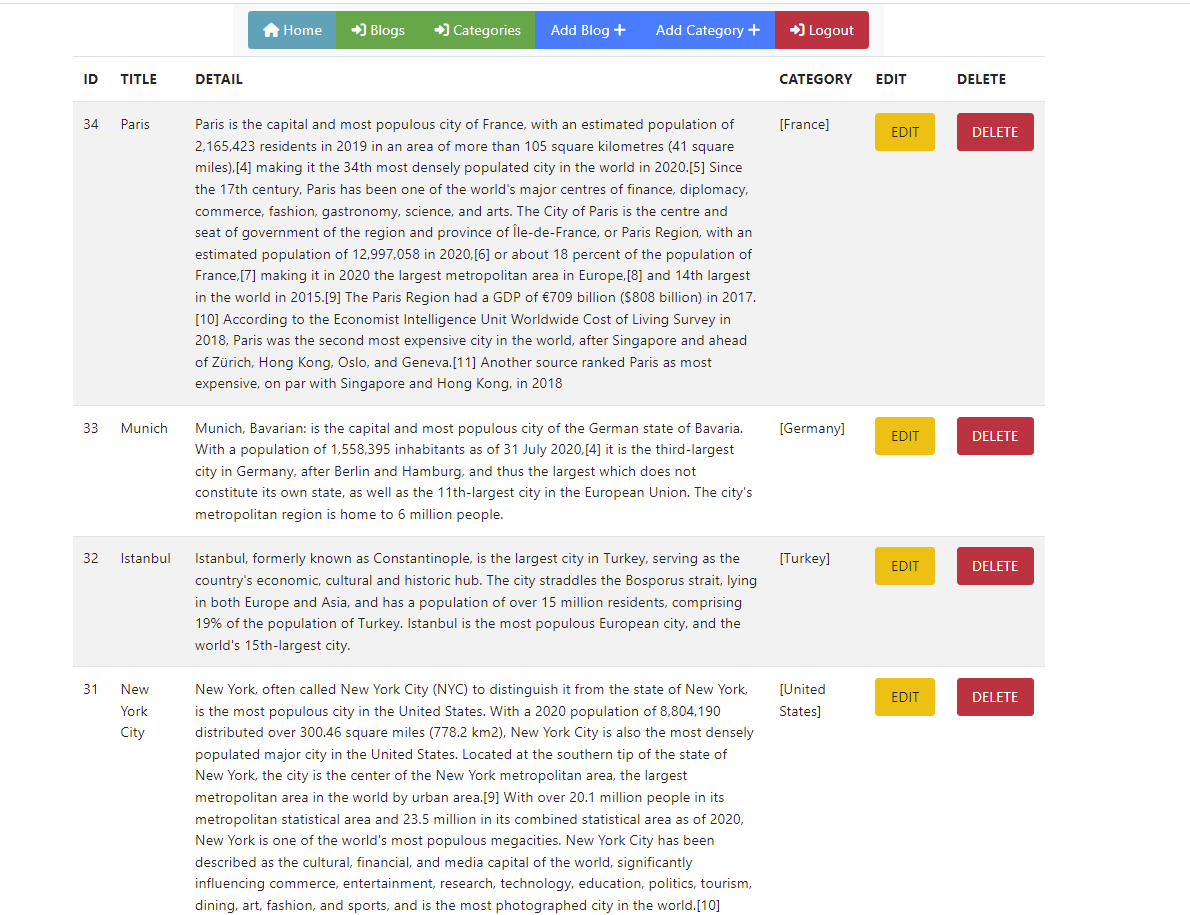 Home Blogs Categories Add Blog Add Category Logout
ID TITLE DETAIL CATEGORY EDIT DELETE
34 Paris Paris is the capital and most populous city of France, with an estimated population of [France] EDIT DELETE
2,165,423 residents in 2019 in an area of more than 105 square kilometres (41 square
miles),[4] making it the 34th most densely populated city in the world in 2020.[5] Since
the 17th century, Paris has been one of the world's major centres of finance, diplomacy,
commerce, fashion, gastronomy, science, and arts. The City of Paris is the centre and
seat of government of the region and province of Île-de-France, or Paris Region, with an
estimated population of 12,997,058 in 2020,[6] or about 18 percent of the population of
France,[7] making it in 2020 the largest metropolitan area in Europe,[8] and 14th largest
in the world in 2015.[9] The Paris Region had a GDP of €709 billion ($808 billion) in 2017.
[10] According to the Economist Intelligence Unit Worldwide Cost of Living Survey in
2018, Paris was the second most expensive city in the world, after Singapore and ahead
of Zürich, Hong Kong, Oslo, and Geneva.[11] Another source ranked Paris as most
expensive, on par with Singapore and Hong Kong, in 2018
33 Munich Munich, Bavarian: is the capital and most populous city of the German state of Bavaria. [Germany] EDIT DELETE
With a population of 1,558,395 inhabitants as of 31 July 2020,[4] it is the third-largest
city in Germany, after Berlin and Hamburg, and thus the largest which does not
constitute its own state, as well as the 11th-largest city in the European Union. The city's
metropolitan region is home to 6 million people.
32 Istanbul Istanbul, formerly known as Constantinople, is the largest city in Turkey, serving as the [Turkey] EDIT DELETE
country's economic, cultural and historic hub. The city straddles the Bosporus strait, lying
in both Europe and Asia, and has a population of over 15 million residents, comprising
19% of the population of Turkey. Istanbul is the most populous European city, and the
world's 15th-largest city.
31 New New York, often called New York City (NYC) to distinguish it from the state of New York, [United EDIT DELETE
York is the most populous city in the United States. With a 2020 population of 8,804,190 States]
City distributed over 300.46 square miles (778.2 km2), New York City is also the most densely
populated major city in the United States. Located at the southern tip of the state of
New York, the city is the center of the New York metropolitan area, the largest
metropolitan area in the world by urban area.[9] With over 20.1 million people in its
metropolitan statistical area and 23.5 million in its combined statistical area as of 2020,
New York is one of the world's most populous megacities. New York City has been
described as the cultural, financial, and media capital of the world, significantly
influencing commerce, entertainment, research, technology, education, politics, tourism,
dining, art, fashion, and sports, and is the most photographed city in the world.[10]